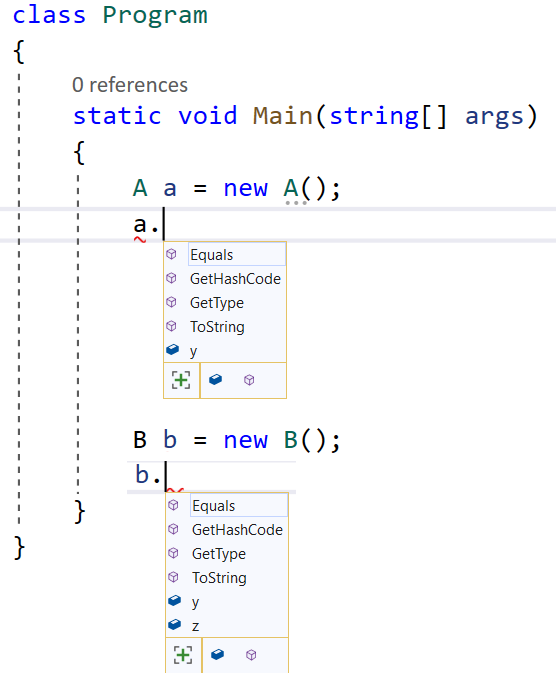 class Program
{
0 references
static void Main(string[] args)
{
A a = new A();
a.
Equals
GetHashCode
GetType
ToString
y
B b = new B();
b.
Equals
GetHashCode
GetType
ToString
y
z
}
}